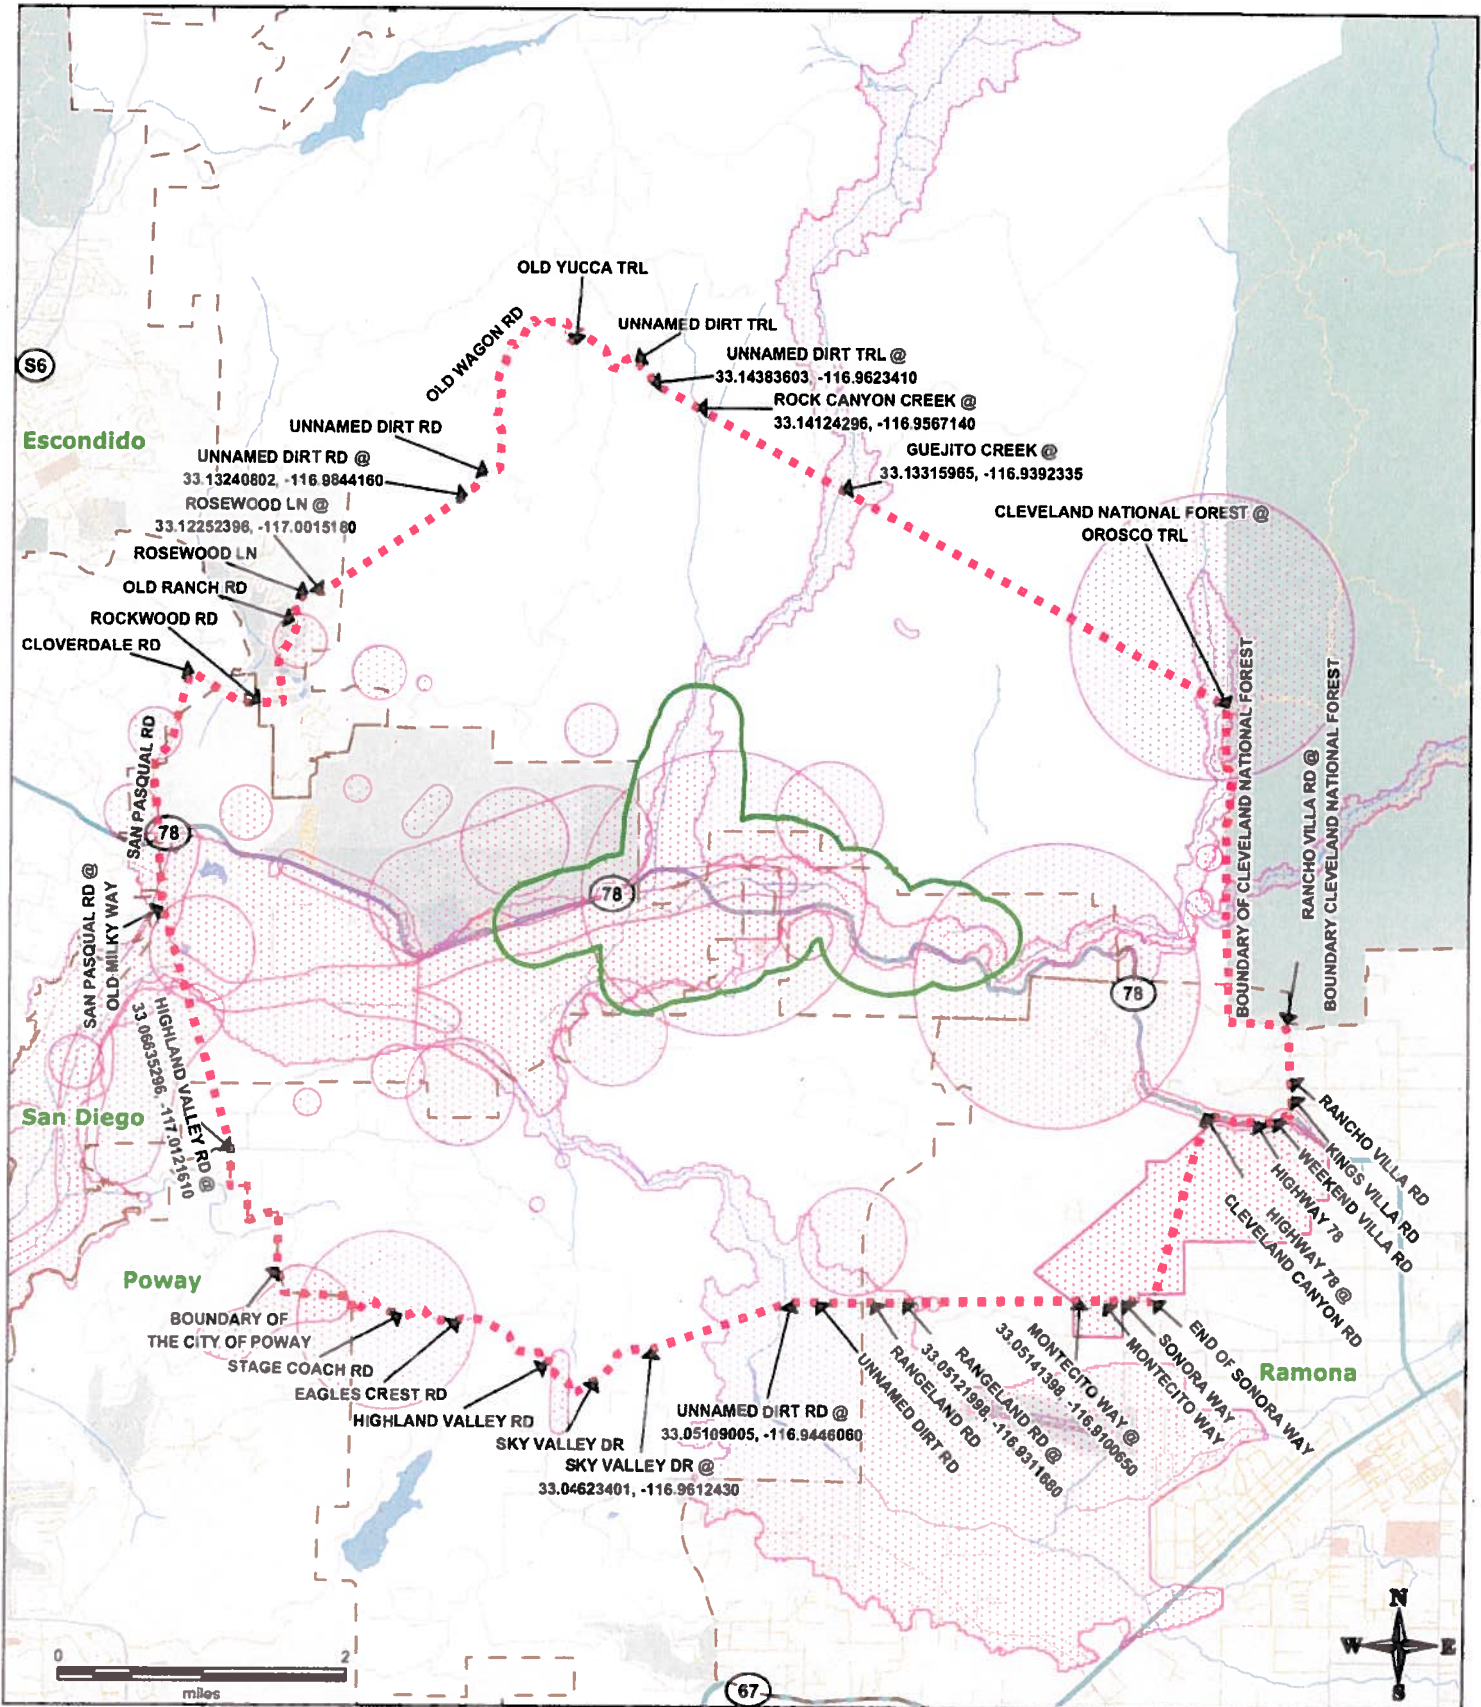 OLD YUCCA TRL
OLD WAGON RD
UNNAMED DIRT TRL
UNNAMED DIRT TRL @
33.14383603, -116.9623410
S6
ROCK CANYON CREEK @
33.14124296, -116.9567140
Escondido
UNNAMED DIRT RD
UNNAMED DIRT RD @
33.13240802, -116.9844160
GUEJITO CREEK @
33.13315965, -116.9392335
ROSEWOOD LN @
33.12252396, -117.0015180
CLEVELAND NATIONAL FOREST @
OROSCO TRL
ROSEWOOD LN
OLD RANCH RD
ROCKWOOD RD
CLOVERDALE RD
BOUNDARY OF CLEVELAND NATIONAL FOREST
RANCHO VILLA RD @
BOUNDARY CLEVELAND NATIONAL FOREST
SAN PASQUAL RD
78
78
78
SAN PASQUAL RD @
OLD MILKY WAY
HIGHLAND VALLEY RD @
33.06635296, -117.0121610
San Diego
RANCHO VILLA RD
KINGS VILLA RD
WEEKEND VILLA RD
HIGHWAY 78
HIGHWAY 78 @
CLEVELAND CANYON RD
Poway
BOUNDARY OF
THE CITY OF POWAY
STAGE COACH RD
EAGLES CREST RD
HIGHLAND VALLEY RD
SKY VALLEY DR
SKY VALLEY DR @
33.04623401, -116.9612430
UNNAMED DIRT RD @
33.05109005, -116.9446060
UNNAMED DIRT RD
RANGELAND RD
RANGELAND RD @
33.05121998, -116.9311680
MONTECITO WAY @
33.05141398, -116.9100650
MONTECITO WAY
SONORA WAY
END OF SONORA WAY
Ramona
0 2
miles
67
N
W E
S